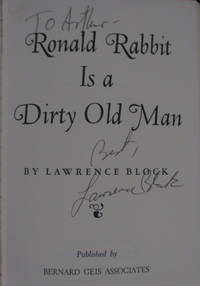 To Arthur -
Ronald Rabbit
Is a
Dirty Old Man
Best,
BY LAWRENCE BLOCK
Lawrence Block
Published by
BERNARD GEIS ASSOCIATES